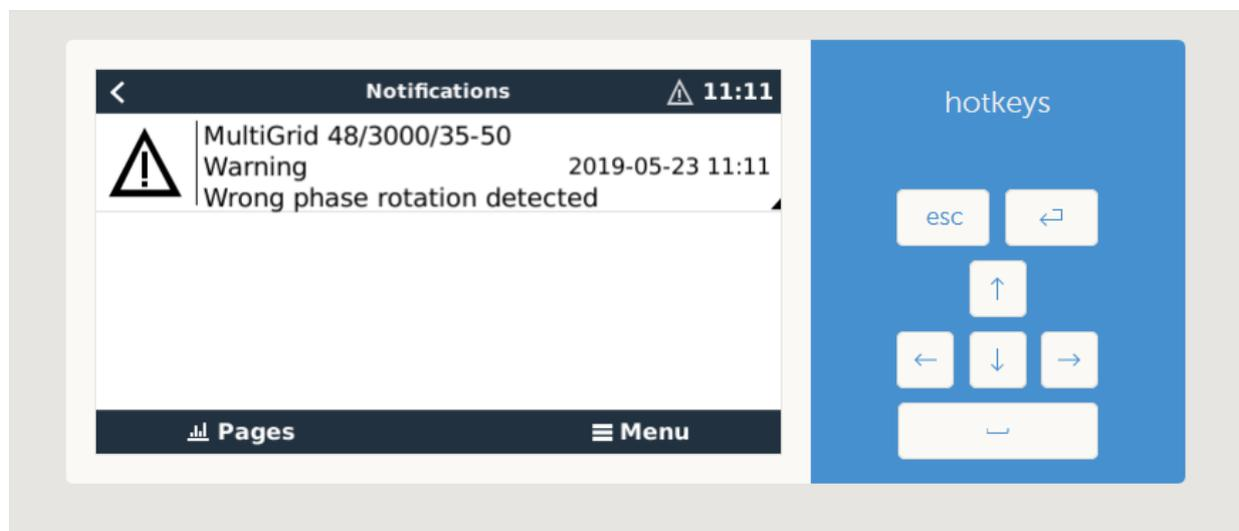 Notifications 11:11
hotkeys
MultiGrid 48/3000/35-50
Warning 2019-05-23 11:11
Wrong phase rotation detected
esc
Pages Menu